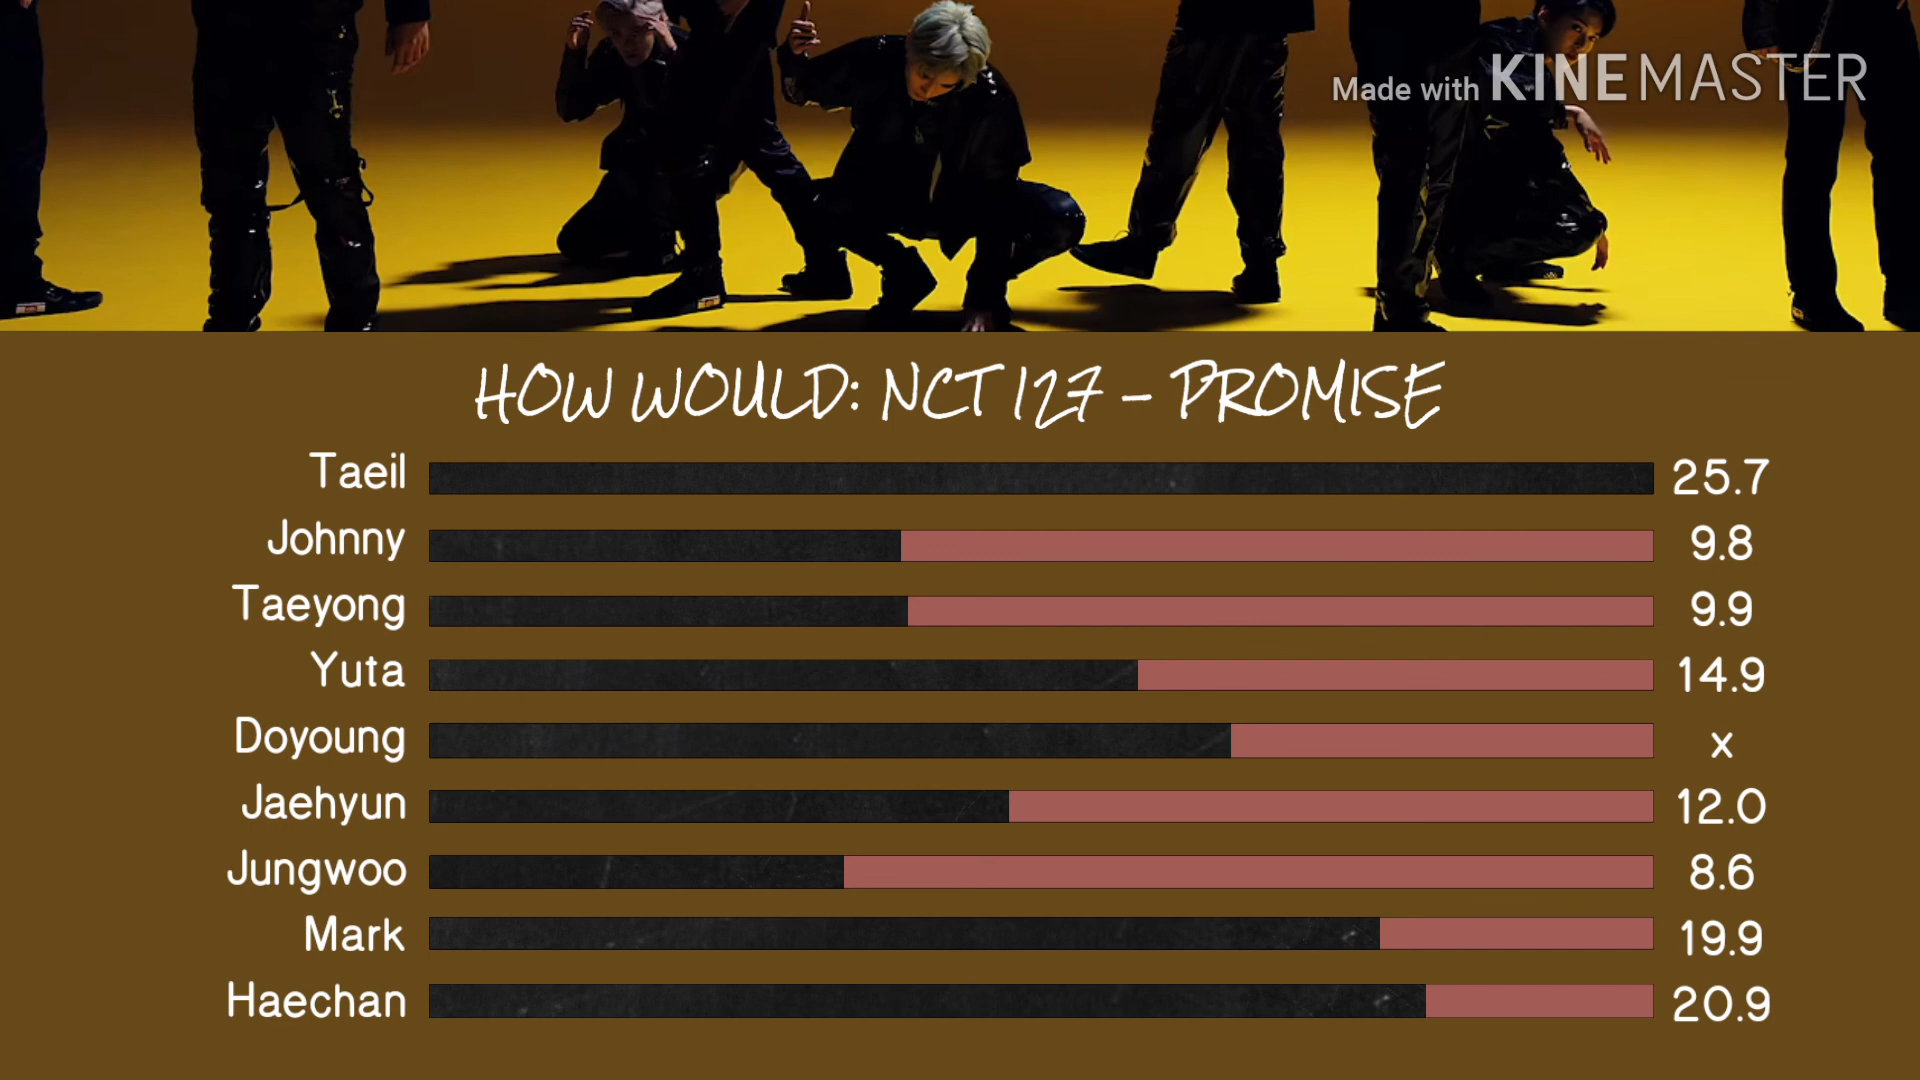 Made with KINEMASTER
HOW WOULD: NCT 127 - PROMISE
Taeil 25.7
Johnny 9.8
Taeyong 9.9
Yuta 14.9
Doyoung x
Jaehyun 12.0
Jungwoo 8.6
Mark 19.9
Haechan 20.9